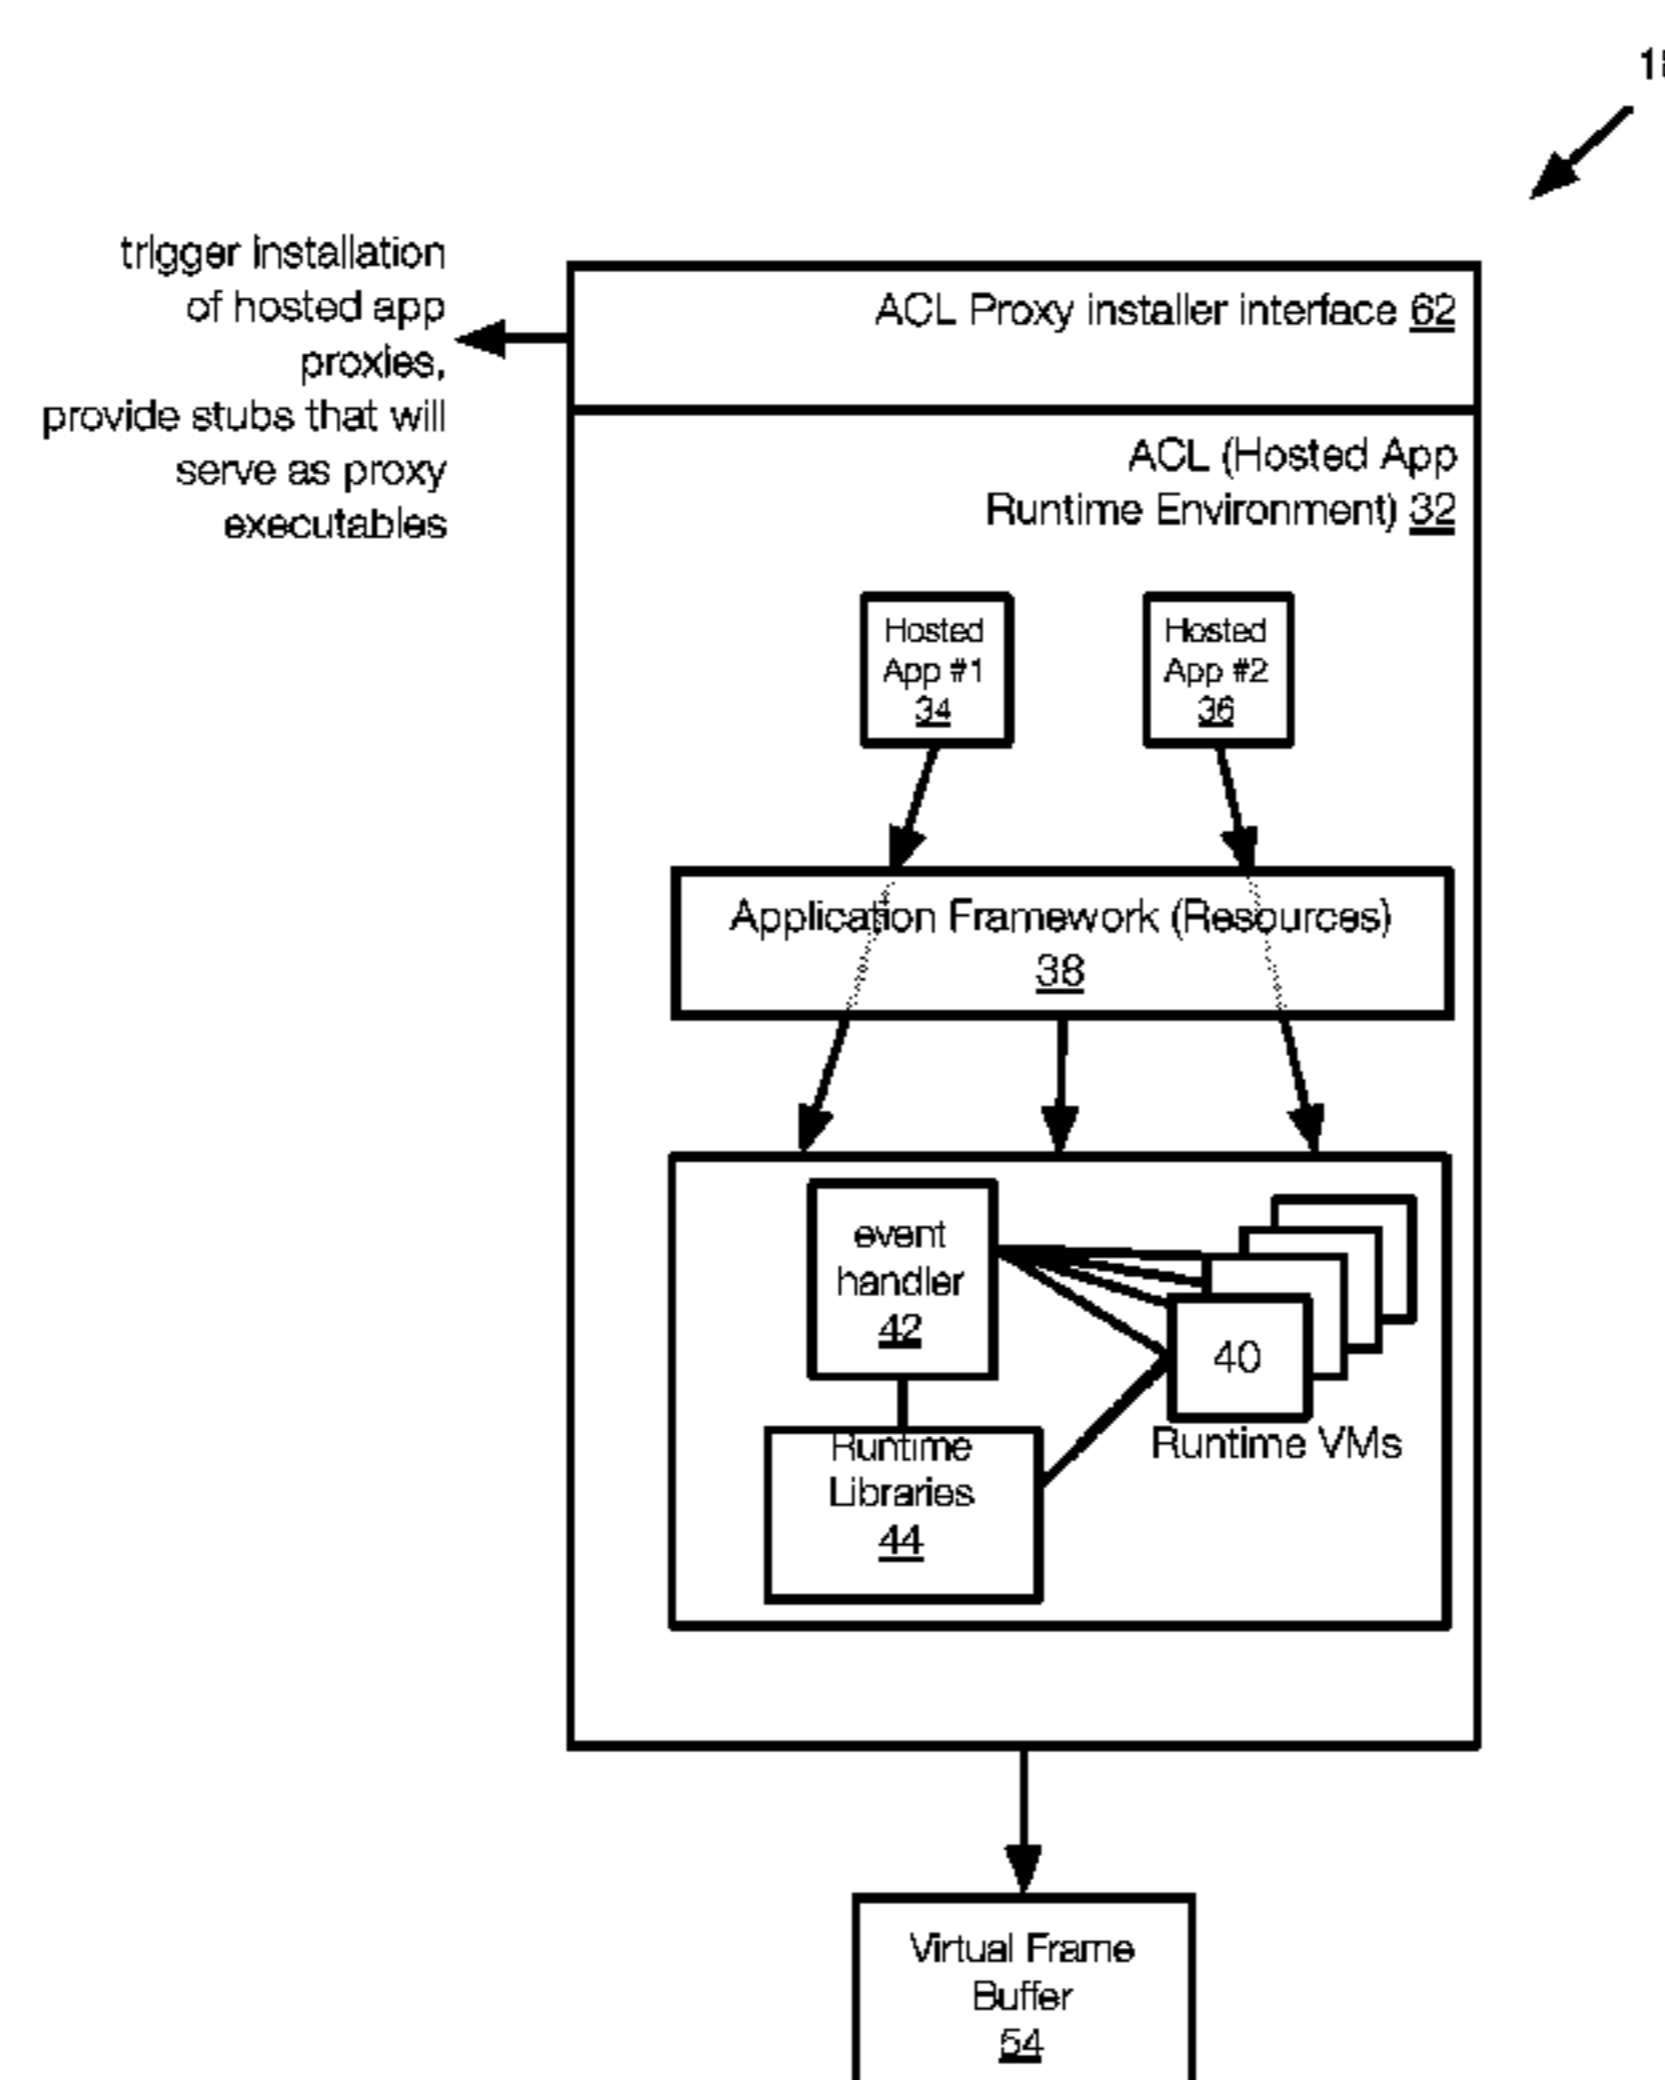 trigger installation
of hosted app
proxies,
provide stubs that will
serve as proxy
executables
ACL Proxy installer interface 62
ACL (Hosted App
Runtime Environment) 32
Hosted
App #1
34
Hosted
App #2
36
Application Framework (Resources)
38
event
handler
42
40
Runtime VMs
Runtime
Libraries
44
Virtual Frame
Buffer
54